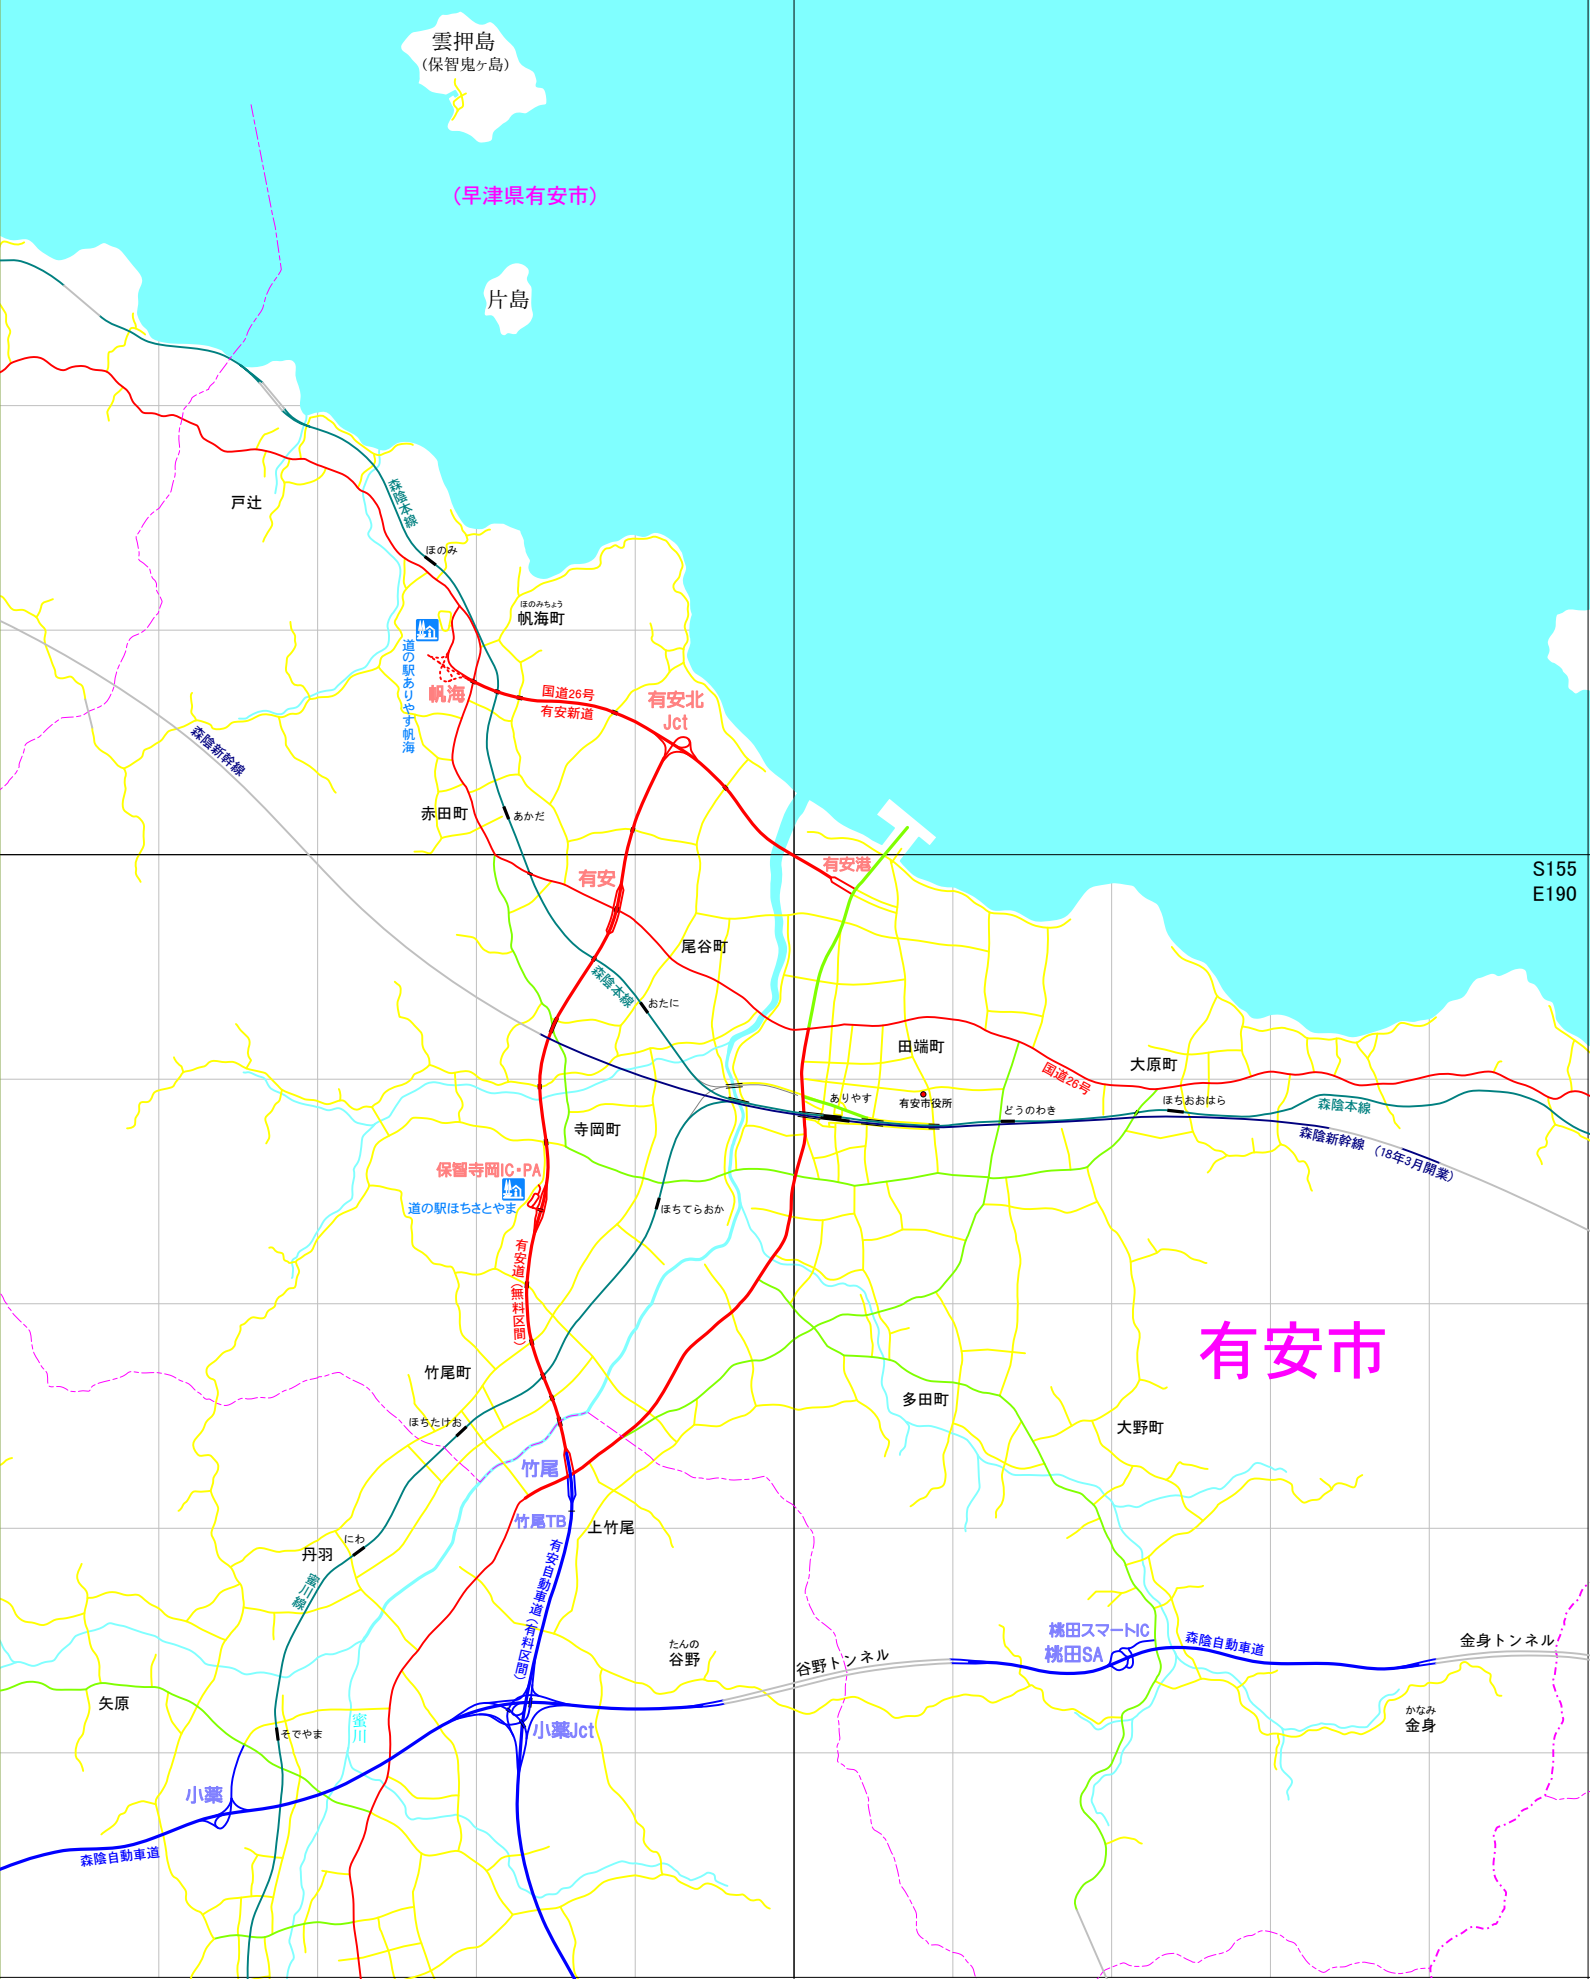 雲押島
(保智鬼ヶ島)
(早津県有安市)
片島
戸辻
森陰本線
ほのみ
ほのみちょう
帆海町
道の駅ありやす帆海
帆海
国道26号
有安新道
有安北
Jct
森陰新幹線
赤田町
あかだ
有安港
有安
S155
E190
尾谷町
森陰本線
おたに
田端町
大原町
国道26号
ありやす
有安市役所
どうのわき
ほちおおはら
森陰本線
森陰新幹線 (18年3月開業)
寺岡町
保智寺岡IC・PA
道の駅ほちさとやま
ほちてらおか
有安道(無料区間)
有安市
竹尾町
ほちたけお
多田町
大野町
竹尾
竹尾TB
上竹尾
にわ
丹羽
蜜川線
有安自動車道(有料区間)
たんの
谷野
谷野トンネル
桃田スマートIC
桃田SA
森陰自動車道
金身トンネル
かなみ
金身
矢原
そでやま
蜜川
小薬Jct
小薬
森陰自動車道